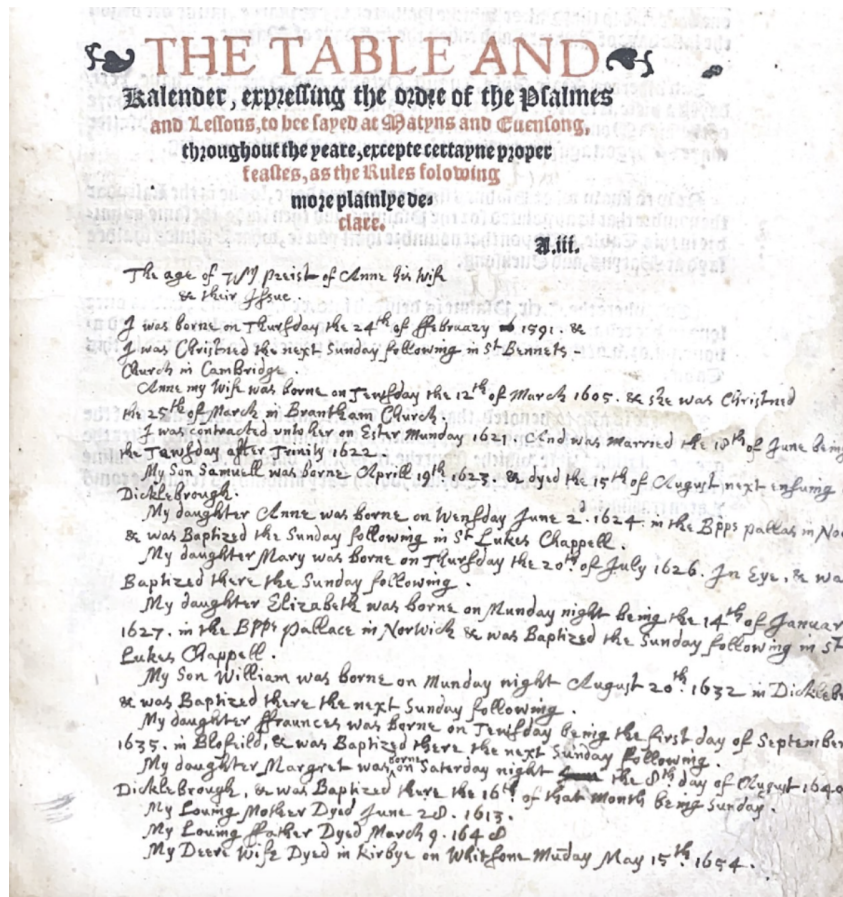 THE TABLE AND
Kalender, expressing the ordre of the Psalmes
and Lessons, to bee sayed at Matyns and Euensong,
throughout the yeare, excepte certayne proper
feastes, as the Rules folowing
more plainlye de-
clare.
A.iii.
The age of Preist of Anne his wife
& their Issue.
I was borne on Thursday the 24th of ffebruary 1591. &
I was Christned the next Sunday following in St Bennets
Church in Cambridge.
Anne my Wife was borne on Tewsday the 12th of March 1605. & she was Christned
the 25th of March in Brantham Church.
I was contracted unto her on Ester Munday 1621. And was married the 18th of June being
the Tewsday after Trinity 1622.
My Son Samuell was borne Aprill 19th. 1623. & dyed the 15th of August next ensuing
Dicklebrough.
My daughter Anne was borne on Wensday June 2d. 1624. in the Bpps pallas in No
& was Baptized the Sunday following in St Lukes Chappell.
My daughter Mary was borne on Thursday the 20th. of July 1626. In Eye, & wa
Baptized there the Sunday following.
My daughter Elizabeth was borne on Munday night being the 14th of Januar
1627. in the Bpps pallace in Norwich & was Baptized the Sunday following in St
Lukes Chappell.
My Son William was borne on Munday night August 20th. 1632 in Dickleb
& was Baptized there the next Sunday following.
My daughter ffraunces was borne on Tewsday being the first day of September
1635. in Blofeild, & was Baptized there the next Sunday following.
My daughter Margret was borne on Saterday night the 8th day of August 1640
Dicklebrough, & was Baptized there the 16th. of that month being Sunday.
My Loving Mother Dyed June 28. 1613.
My Loving ffather Dyed March 9. 1648
My Deere Wife Dyed in Kirbye on Whitsone Muday May 15th. 1654.